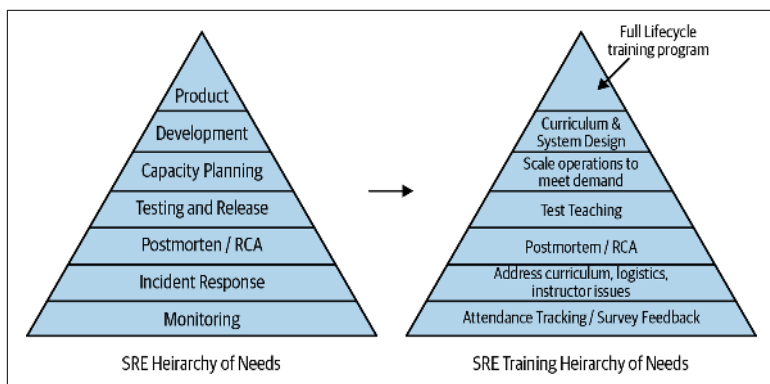 Product
Development
Capacity Planning
Testing and Release
Postmorten / RCA
Incident Response
Monitoring
SRE Heirarchy of Needs
Full Lifecycle
training program
Curriculum &
System Design
Scale operations to
meet demand
Test Teaching
Postmortem / RCA
Address curriculum, logistics,
instructor issues
Attendance Tracking / Survey Feedback
SRE Training Heirarchy of Needs